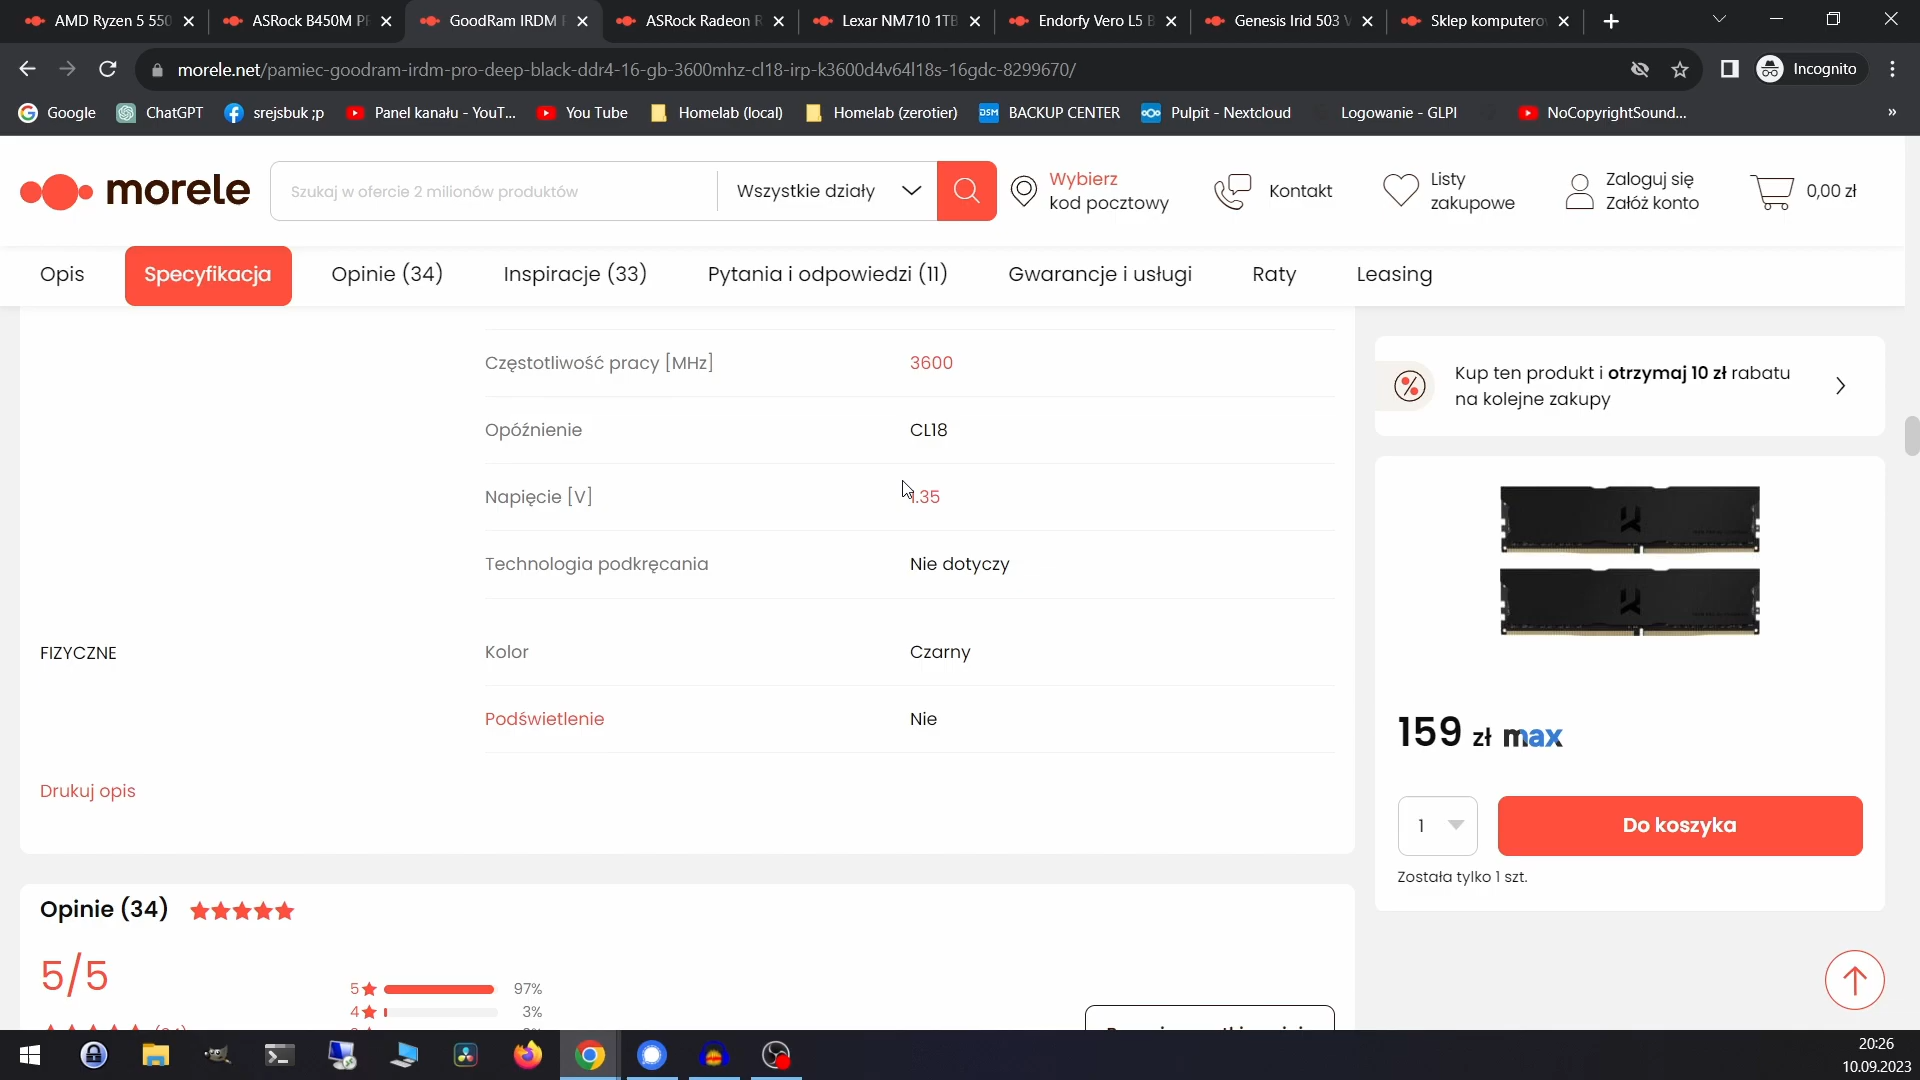 AMD Ryzen 5 550
ASRock B450M P
GoodRam IRDM
ASRock Radeon R
Lexar NM710 1TB
Endorfy Vero L5 B
Genesis Irid 503 V
Sklep komputero
morele.net/pamiec-goodram-irdm-pro-deep-black-ddr4-16-gb-3600mhz-cl18-irp-k3600d4v64l18s-16gdc-8299670/
Incognito
Google
ChatGPT
srejsbuk ;p
Panel kanału - YouT...
You Tube
Homelab (local)
Homelab (zerotier)
DSM
BACKUP CENTER
Pulpit - Nextcloud
Logowanie - GLPI
NoCopyrightSound...
»
morele
Szukaj w ofercie 2 milionów produktów
Wszystkie działy
Wybierz
kod pocztowy
Kontakt
Listy
zakupowe
Zaloguj się
Załóż konto
0,00 zł
Opis
Specyfikacja
Opinie (34)
Inspiracje (33)
Pytania i odpowiedzi (11)
Gwarancje i usługi
Raty
Leasing
Częstotliwość pracy [MHz]
3600
Opóźnienie
CL18
Napięcie [V]
1.35
Technologia podkręcania
Nie dotyczy
FIZYCZNE
Kolor
Czarny
Podświetlenie
Nie
Drukuj opis
Kup ten produkt i otrzymaj 10 zł rabatu
na kolejne zakupy
159 zł max
1
Do koszyka
Została tylko 1 szt.
Opinie (34)
5/5
5
97%
4
3%
20:26
10.09.2023